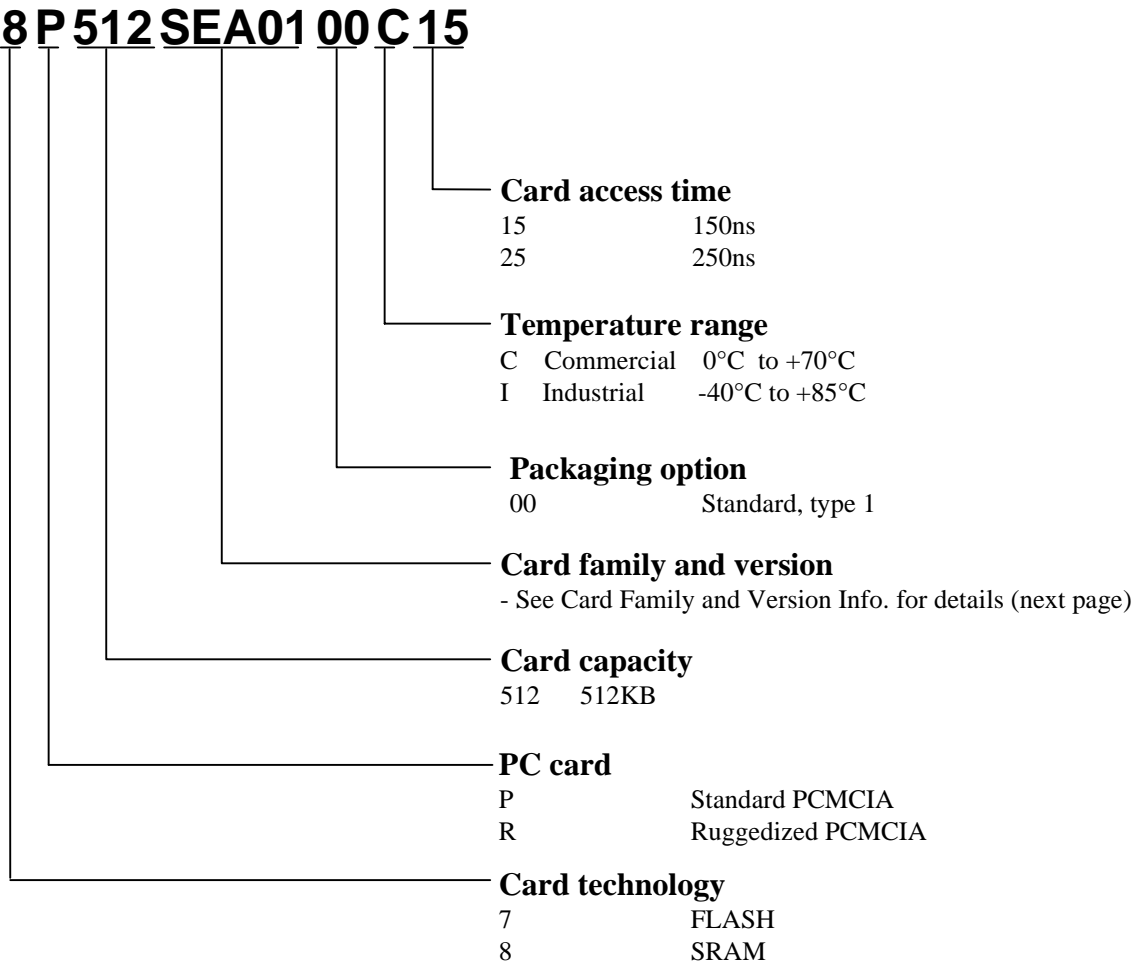 8 P 512 SEA01 00 C 15
Card access time
15 150ns
25 250ns
Temperature range
C Commercial 0°C to +70°C
I Industrial -40°C to +85°C
Packaging option
00 Standard, type 1
Card family and version
- See Card Family and Version Info. for details (next page)
Card capacity
512 512KB
PC card
P Standard PCMCIA
R Ruggedized PCMCIA
Card technology
7 FLASH
8 SRAM